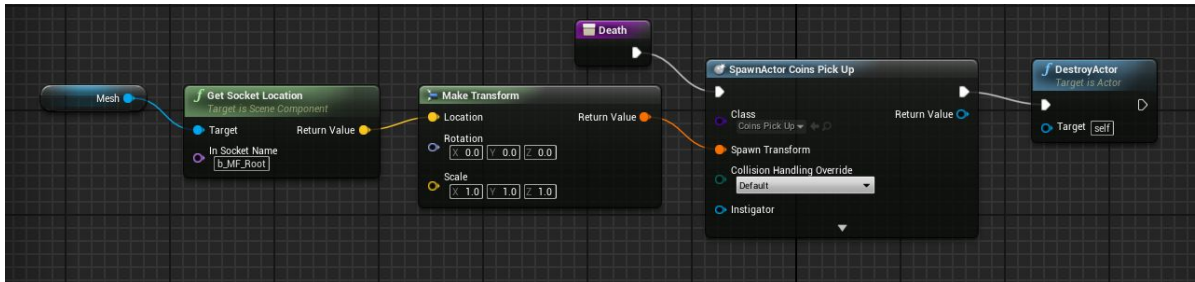 Death
Mesh
Get Socket Location
Target is Scene Component
Target
Return Value
In Socket Name
b_MF_Root
Make Transform
Location
Return Value
Rotation
X 0.0 Y 0.0 Z 0.0
Scale
X 1.0 Y 1.0 Z 1.0
SpawnActor Coins Pick Up
Class
Return Value
Coins Pick Up
Spawn Transform
Collision Handling Override
Default
Instigator
DestroyActor
Target is Actor
Target self